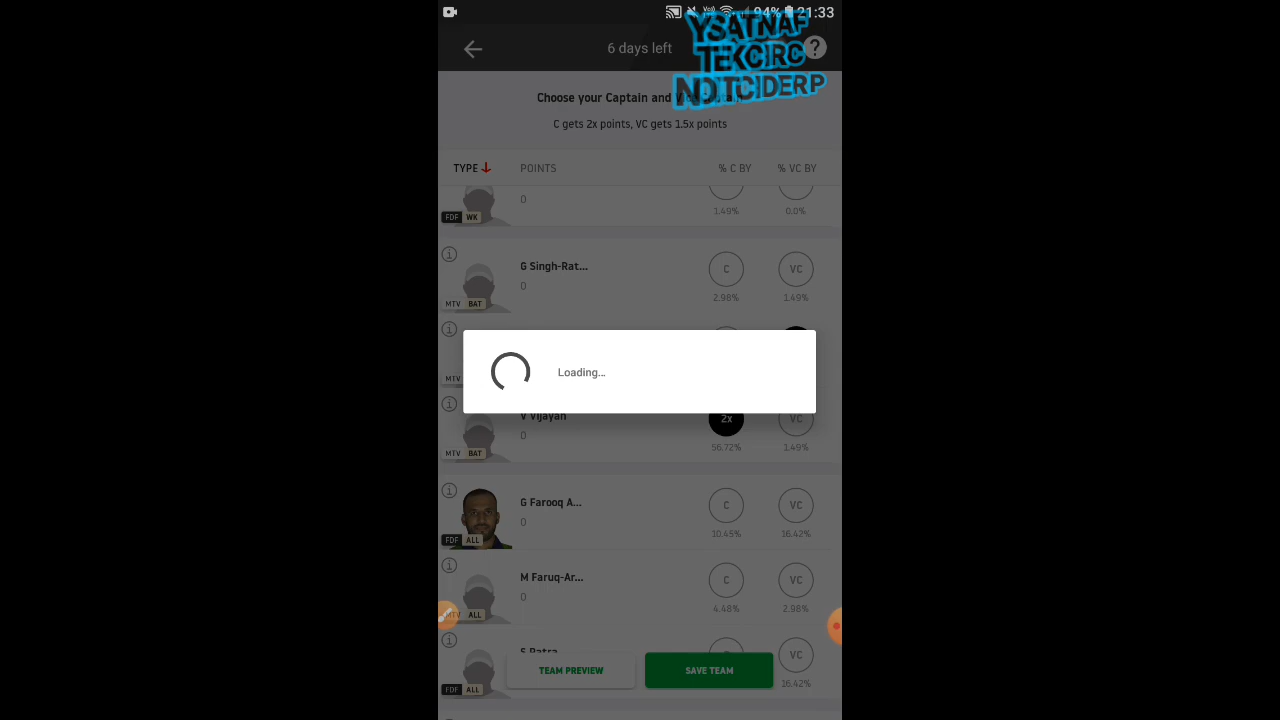 94% 21:33
6 days left
?
YSATNAF
TEKCIRC
NOITCIDERP
Choose your Captain and
C gets 2x points, VC gets 1.5x points
TYPE POINTS % C BY % VC BY
0
FDF WK 1.49% 0.0%
i
G Singh-Rat... C VC
0
MTV BAT 2.98% 1.49%
i
Loading...
MTV
i
V Vijayan 2x VC
0
MTV BAT 56.72% 1.49%
i
G Farooq A... C VC
0
FDF ALL 10.45% 16.42%
i
M Faruq-Ar... C VC
0
MTV ALL 4.48% 2.98%
i
S Patra VC
TEAM PREVIEW SAVE TEAM
FDF ALL 16.42%